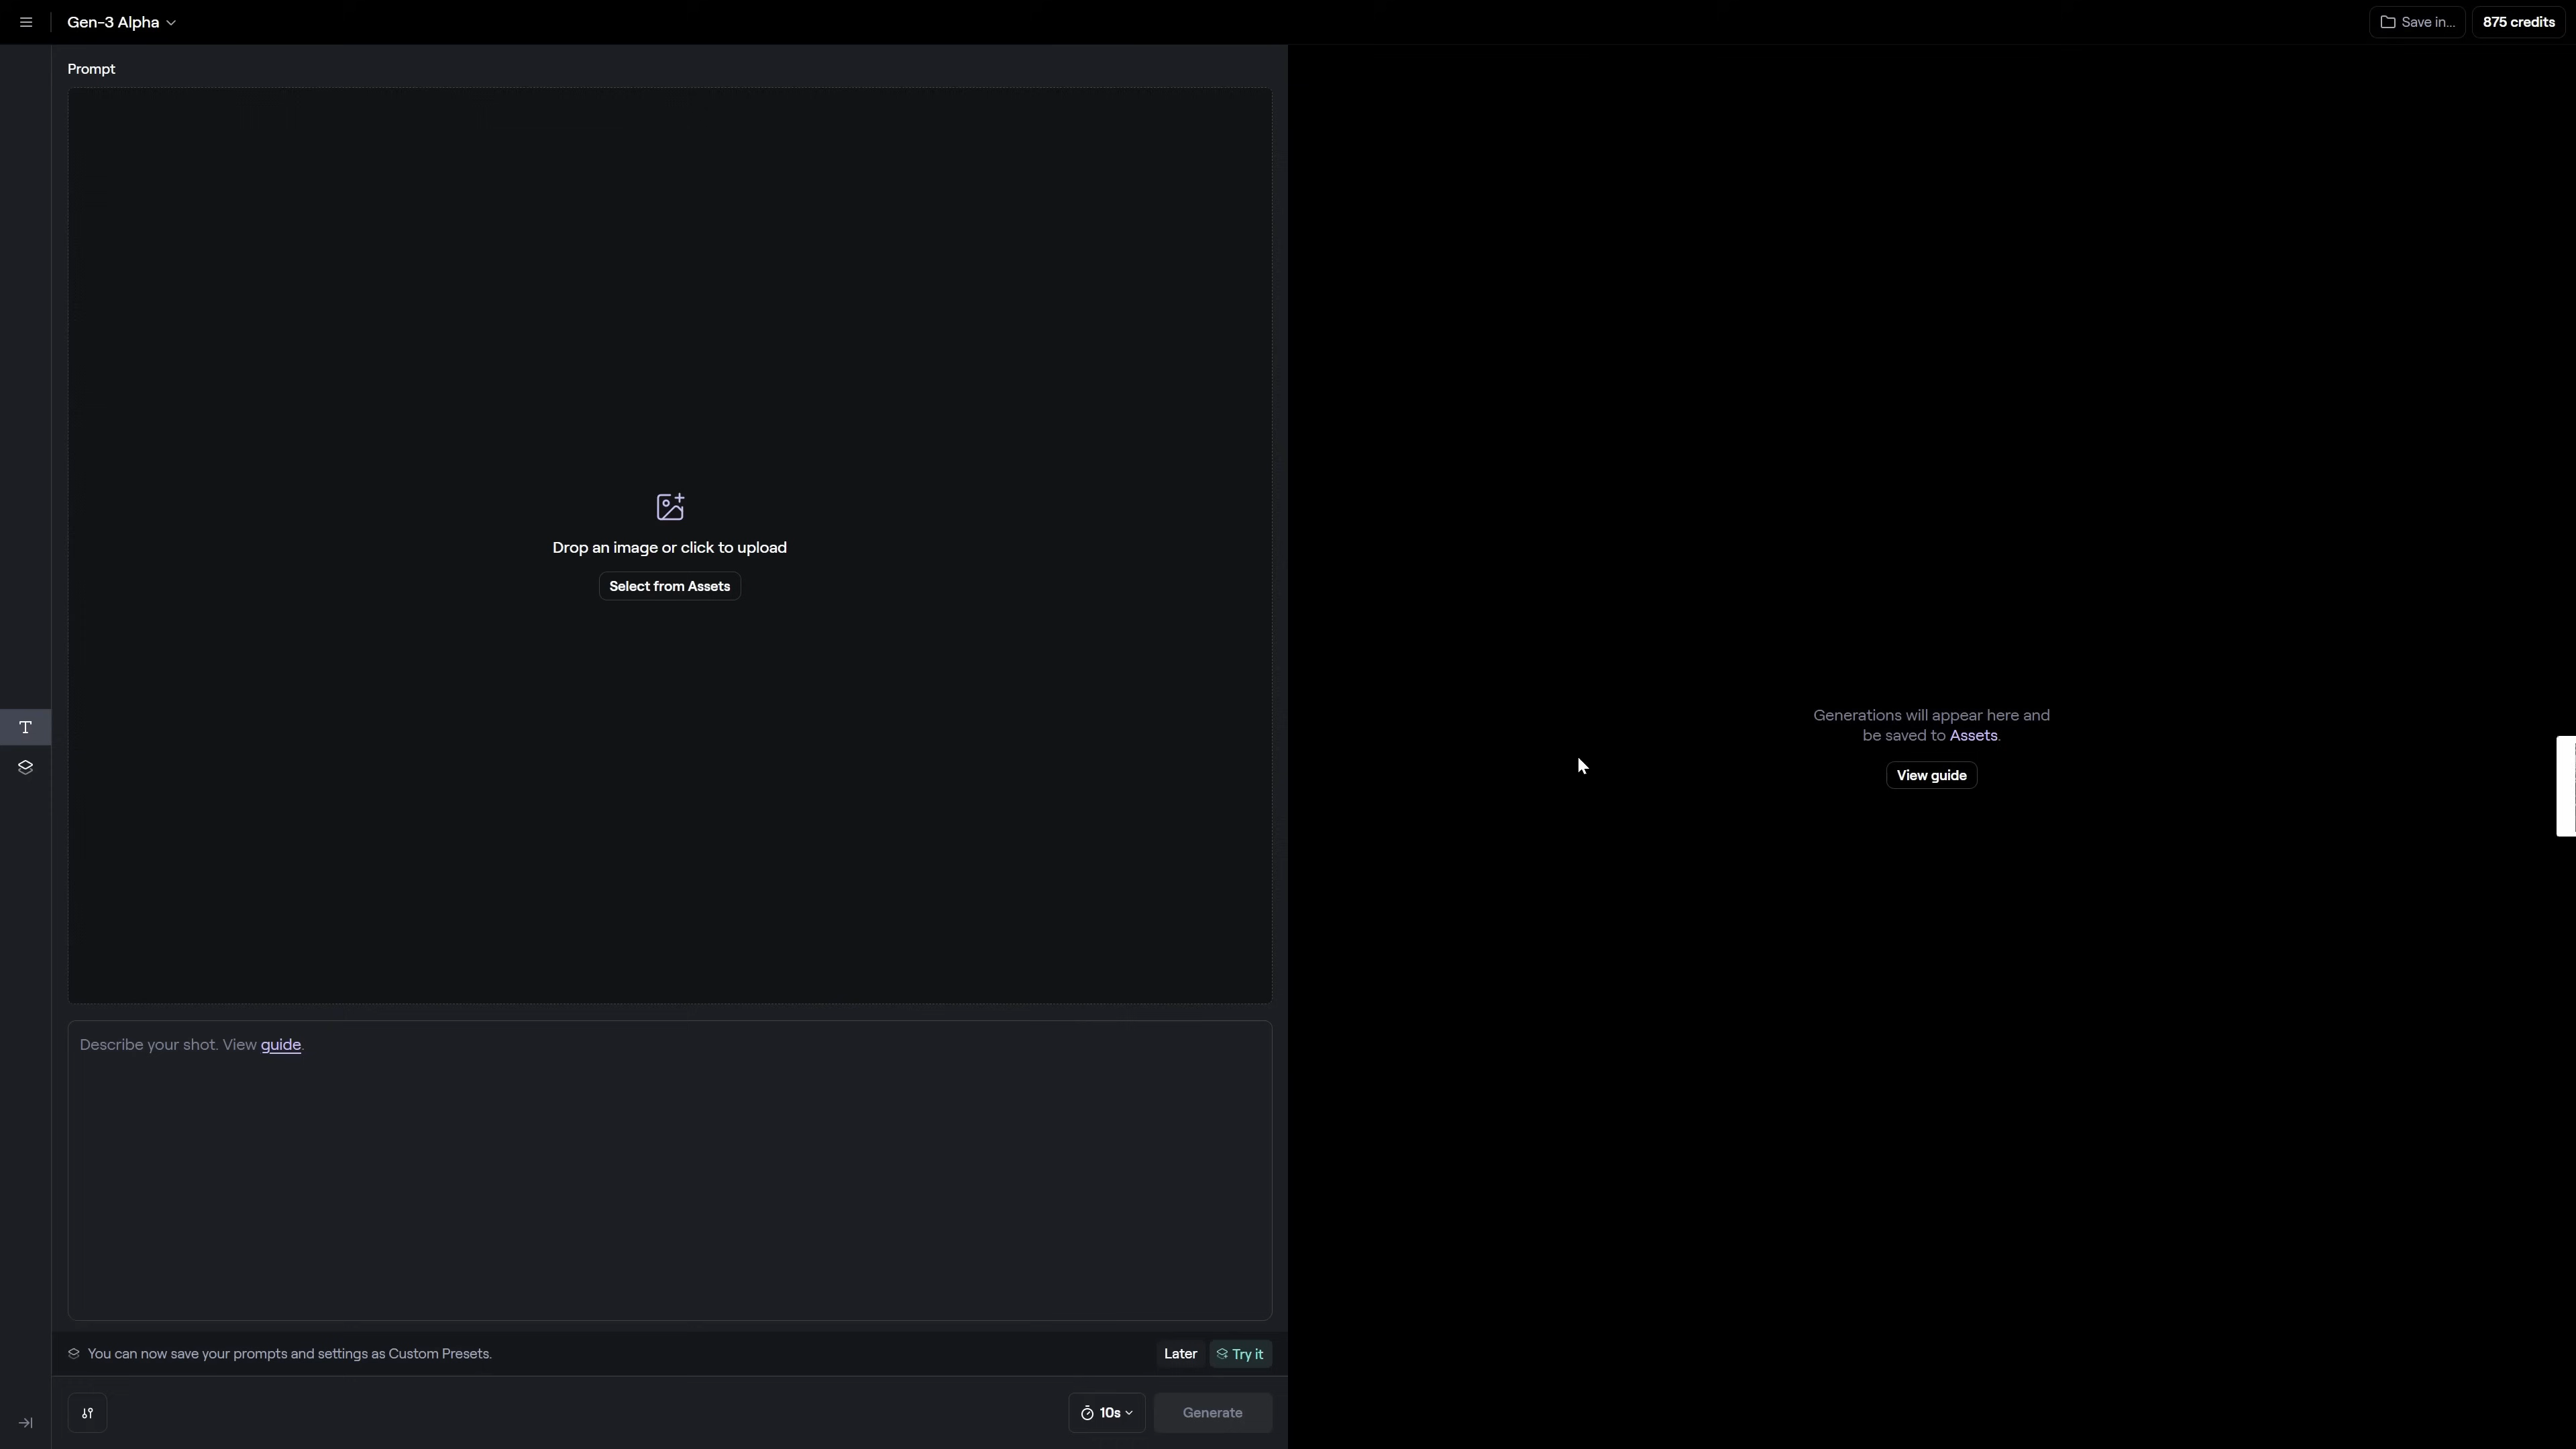 Gen-3 Alpha
Save in...
875 credits
Prompt
Drop an image or click to upload
Select from Assets
Generations will appear here and
be saved to Assets.
View guide
T
Describe your shot. View guide.
You can now save your prompts and settings as Custom Presets.
Later
Try it
10s
Generate